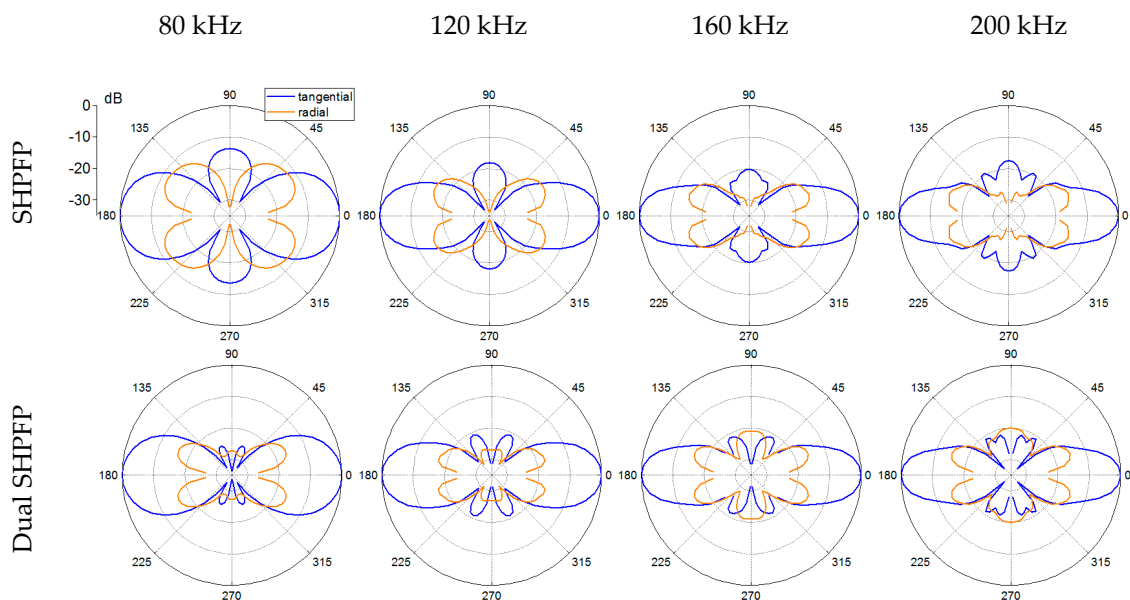 80 kHz 120 kHz 160 kHz 200 kHz
SHPFP
dB
0
-10
-20
-30
tangential
radial
90 90 90 90
135 45 135 45 135 45 135 45
180 0 180 0 180 0 180 0
225 315 225 315 225 315 225 315
270 270 270 270
Dual SHPFP
90 90 90 90
135 45 135 45 135 45 135 45
180 0 180 0 180 0 180 0
225 315 225 315 225 315 225 315
270 270 270 270